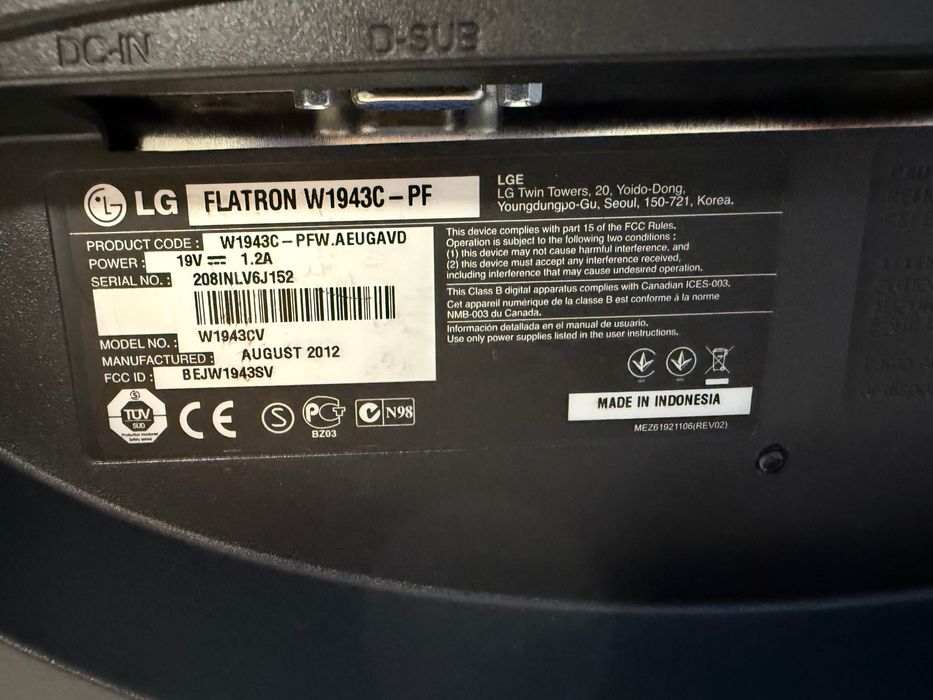 DC-IN
D-SUB
LG
FLATRON W1943C-PF
LGE
LG Twin Towers, 20, Yoido-Dong,
Youngdungpo-Gu, Seoul, 150-721, Korea.
PRODUCT CODE : W1943C-PFW.AEUGAVD
POWER : 19V 1.2A
SERIAL NO. : 208INLV6J152
MODEL NO. : W1943CV
MANUFACTURED : AUGUST 2012
FCC ID : BEJW1943SV
This device complies with part 15 of the FCC Rules.
Operation is subject to the following two conditions :
(1) this device may not cause harmful interference, and
(2) this device must accept any interference received,
including interference that may cause undesired operation.
This Class B digital apparatus complies with Canadian ICES-003.
Cet appareil numérique de la classe B est conforme à la norme
NMB-003 du Canada.
Información detallada en el manual de usuario.
Use only power supplies listed in the user instructions.
TÜV
SÜD
CE
S
PCT
BZ03
N98
MADE IN INDONESIA
MEZ61921106(REV02)